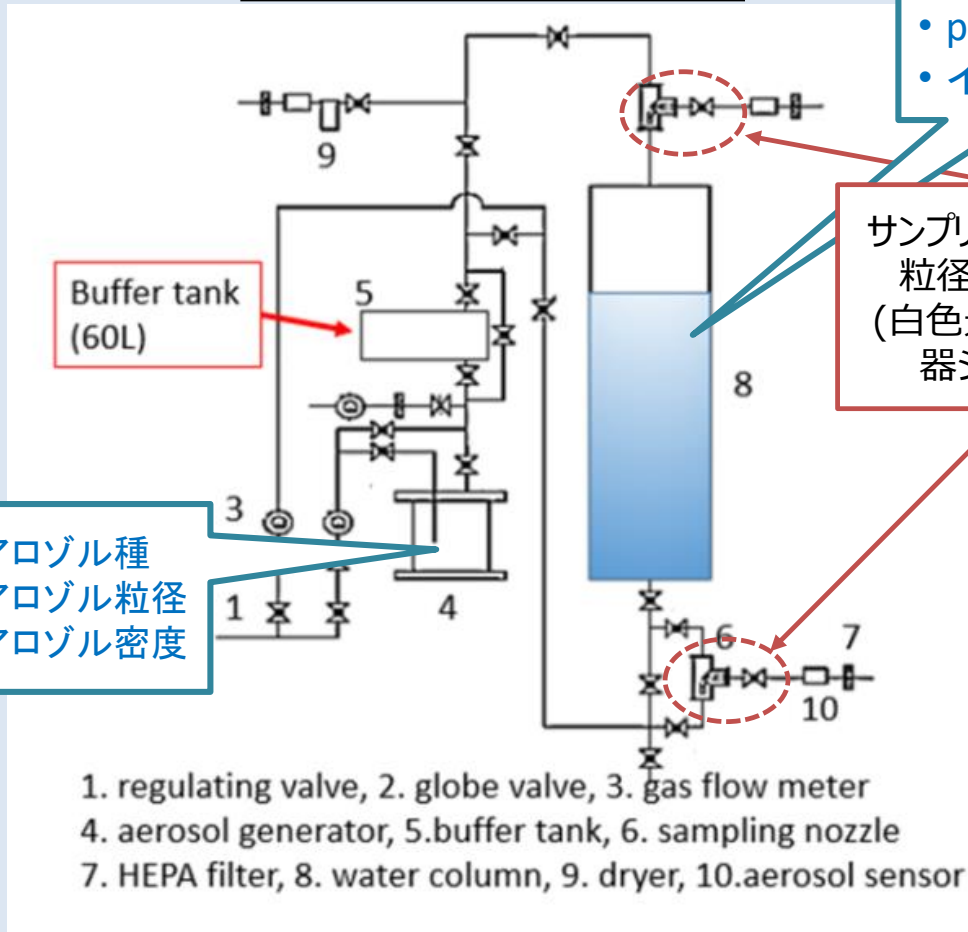 • p
• イ
9
サンプリ
粒径
(白色
器シ
Buffer tank
(60L)
5
8
3
アロゾル種
アロゾル粒径
アロゾル密度
1
4
6
7
10
1. regulating valve, 2. globe valve, 3. gas flow meter
4. aerosol generator, 5.buffer tank, 6. sampling nozzle
7. HEPA filter, 8. water column, 9. dryer, 10.aerosol sensor